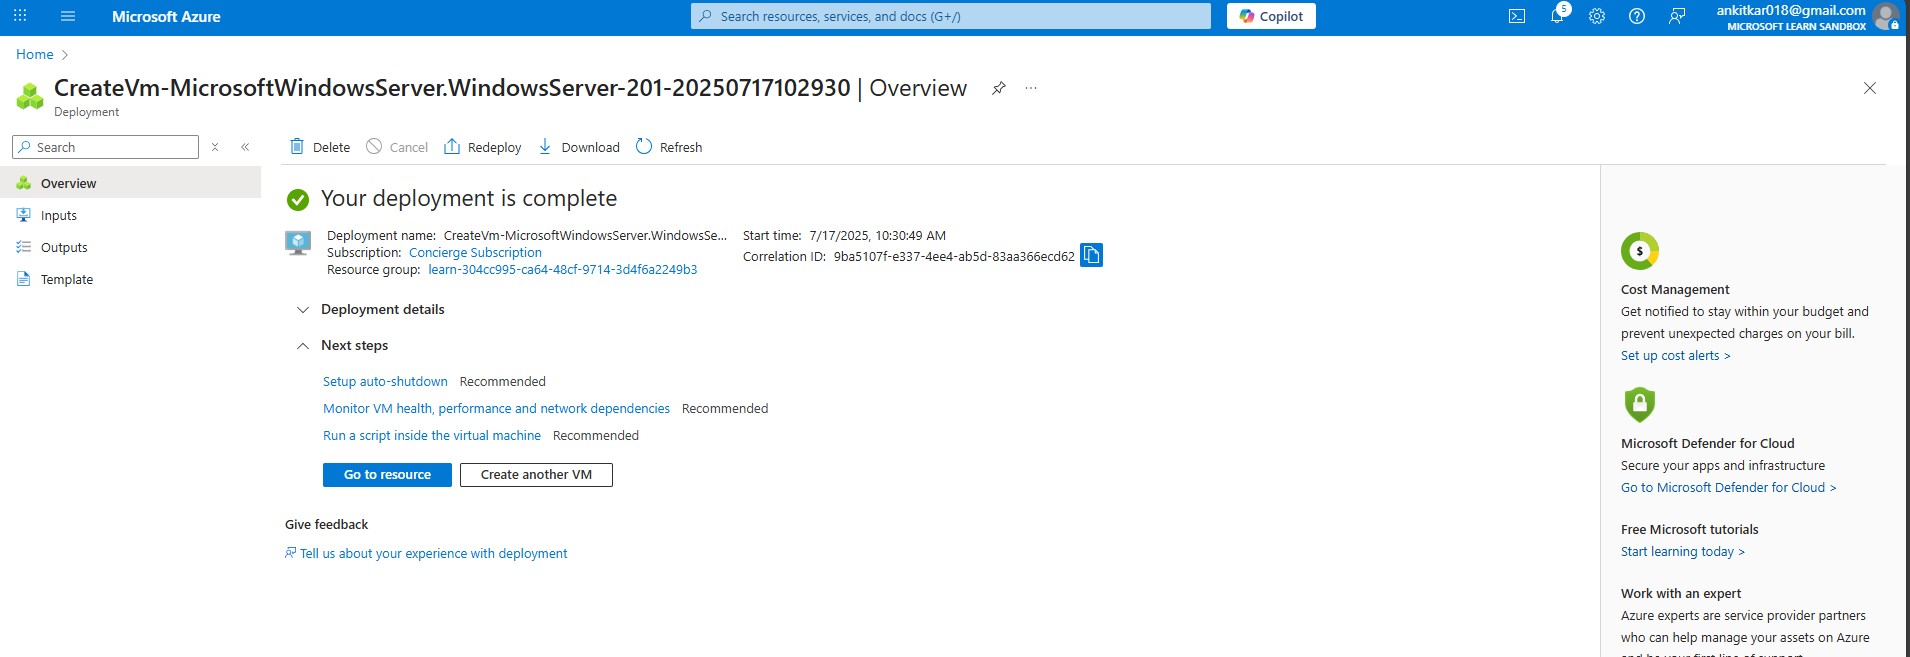 Microsoft Azure
Search resources, services, and docs (G+/)
Copilot
5
ankitkar018@gmail.com
MICROSOFT LEARN SANDBOX
Home
CreateVm-MicrosoftWindowsServer.WindowsServer-201-20250717102930 | Overview
Deployment
Search
Delete
Cancel
Redeploy
Download
Refresh
Overview
Inputs
Outputs
Template
Your deployment is complete
Deployment name: CreateVm-MicrosoftWindowsServer.WindowsSe...
Subscription: Concierge Subscription
Resource group: learn-304cc995-ca64-48cf-9714-3d4f6a2249b3
Start time: 7/17/2025, 10:30:49 AM
Correlation ID: 9ba5107f-e337-4ee4-ab5d-83aa366ecd62
Deployment details
Next steps
Setup auto-shutdown Recommended
Monitor VM health, performance and network dependencies Recommended
Run a script inside the virtual machine Recommended
Go to resource
Create another VM
Give feedback
Tell us about your experience with deployment
Cost Management
Get notified to stay within your budget and
prevent unexpected charges on your bill.
Set up cost alerts >
Microsoft Defender for Cloud
Secure your apps and infrastructure
Go to Microsoft Defender for Cloud >
Free Microsoft tutorials
Start learning today >
Work with an expert
Azure experts are service provider partners
who can help manage your assets on Azure